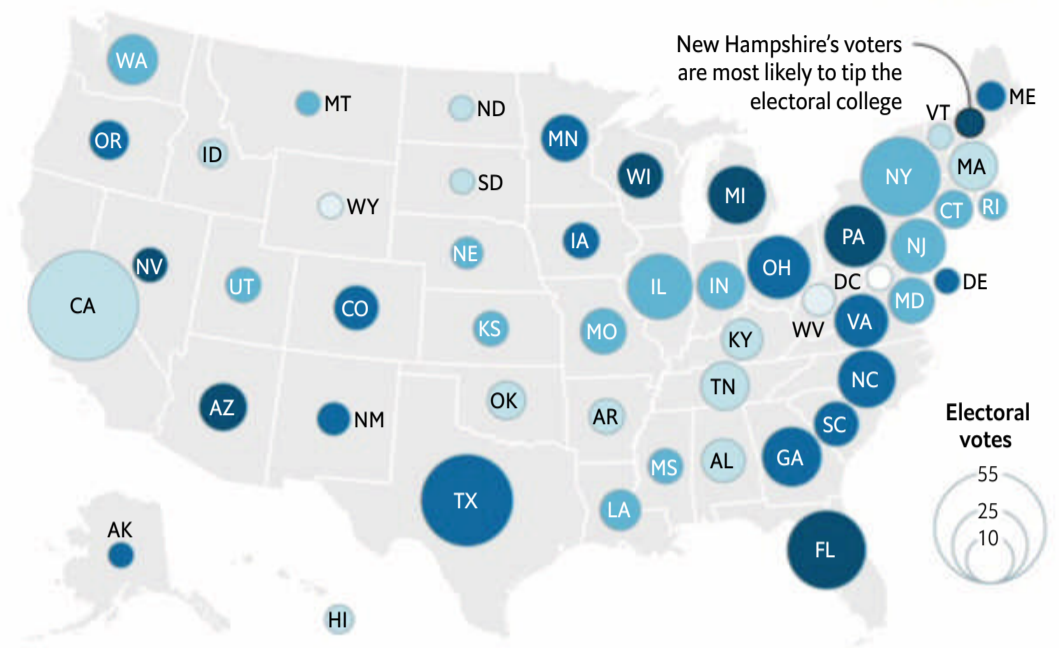 New Hampshire's voters
are most likely to tip the
electoral college
WA
MT
ND
MN
VT
ME
OR
ID
SD
WI
MI
NY
MA
WY
CT
RI
NV
UT
NE
IA
PA
NJ
CA
CO
KS
MO
IL
IN
OH
DC
DE
MD
WV
VA
KY
AZ
NM
OK
AR
TN
NC
SC
TX
LA
MS
AL
GA
FL
AK
HI
Electoral
votes
55
25
10